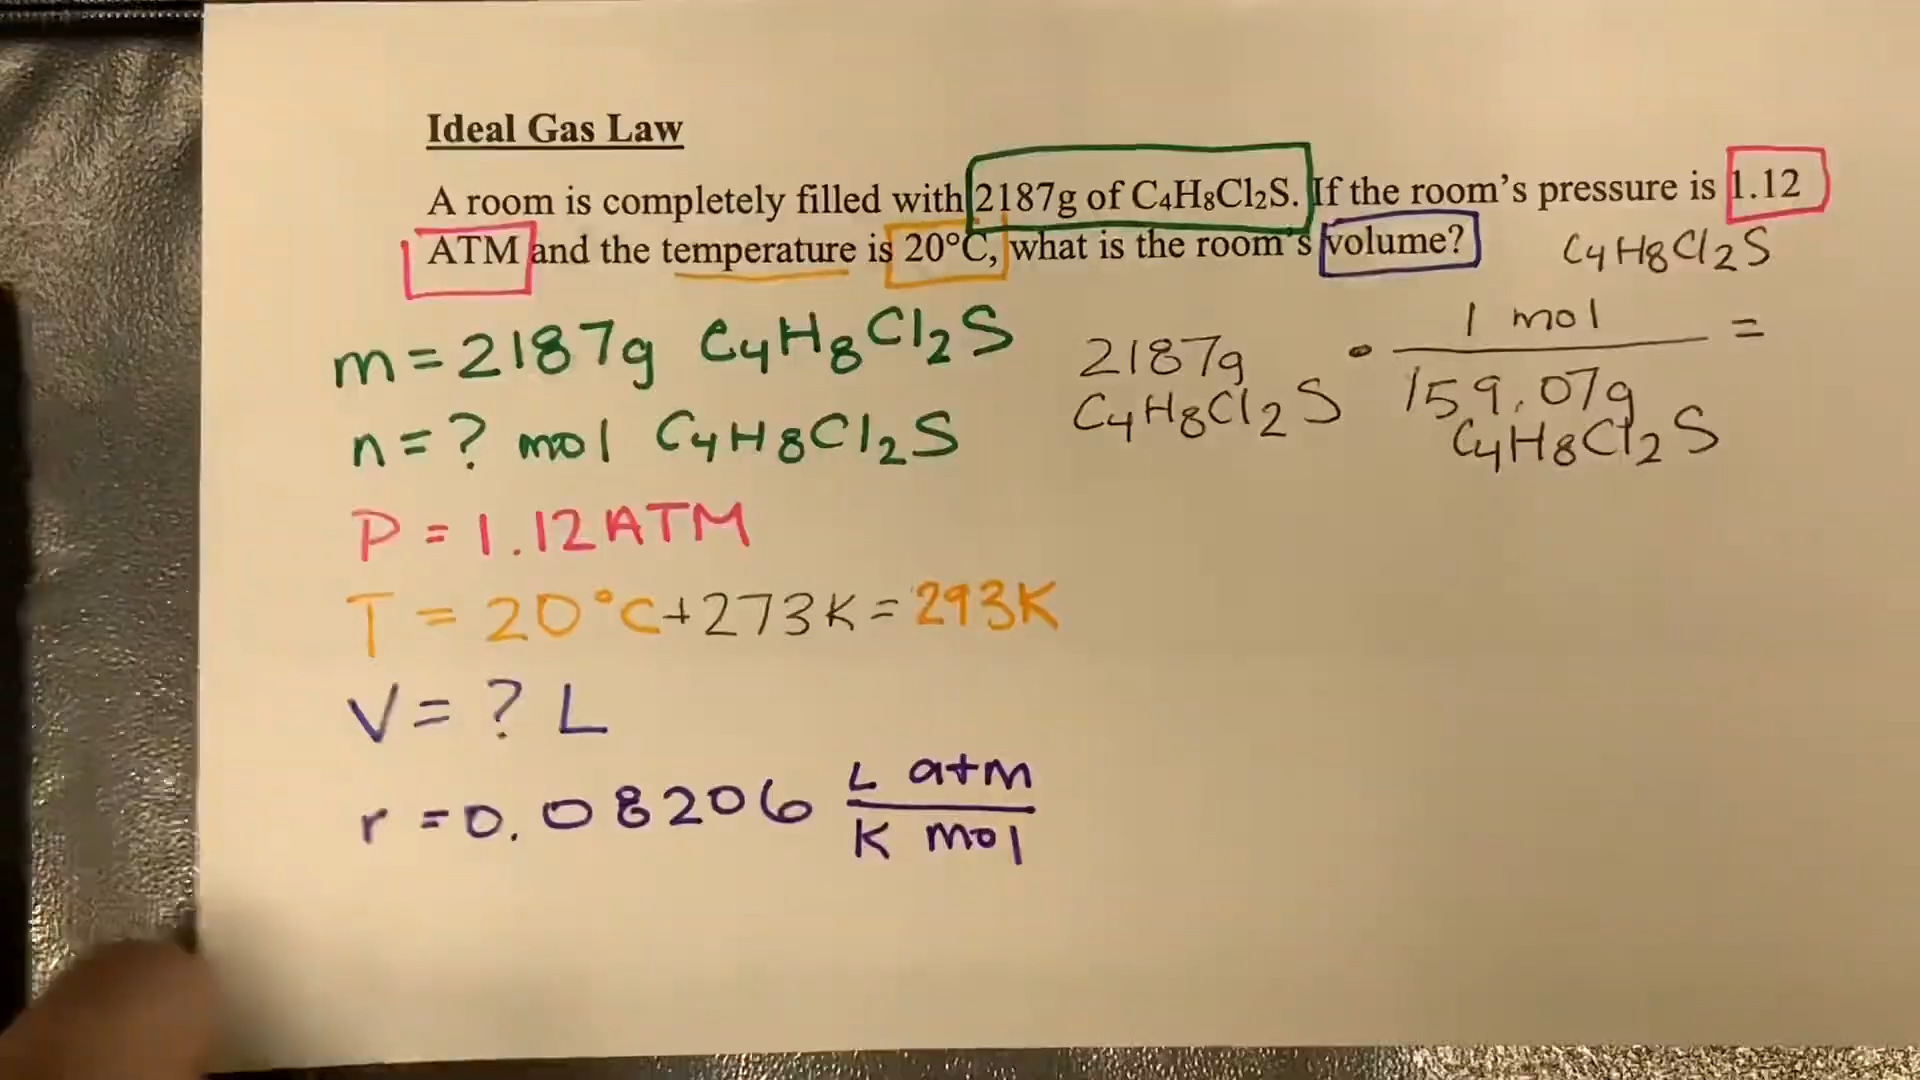 Ideal Gas Law
A room is completely filled with 2187g of C4H8Cl2S. If the room's pressure is 1.12
ATM and the temperature is 20°C, what is the room's volume?
C4H8Cl2S
m=2187g C4H8Cl2S
n=? mol C4H8Cl2S
P=1.12ATM
T=20°C+273K=293K
V=? L
r=0.08206 L atm
K mol
1 mol
2187g • =
C4H8Cl2S 159.07g
C4H8Cl2S